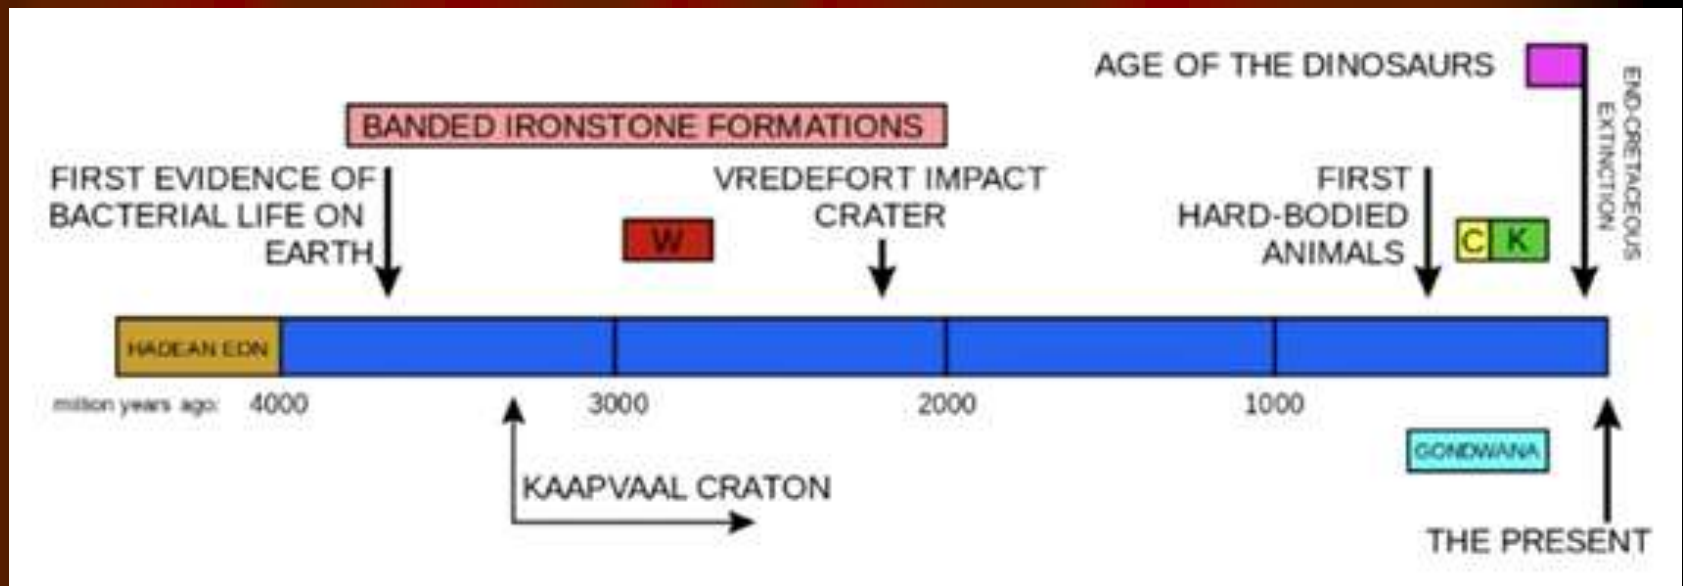 AGE OF THE DINOSAURS
END-CRETACEOUS
EXTINCTION
BANDED IRONSTONE FORMATIONS
FIRST EVIDENCE OF
BACTERIAL LIFE ON
EARTH
W
VREDEFORT IMPACT
CRATER
FIRST
HARD-BODIED
ANIMALS
C K
HADEAN EON
million years ago: 4000 3000 2000 1000
GONDWANA
KAAPVAAL CRATON
THE PRESENT